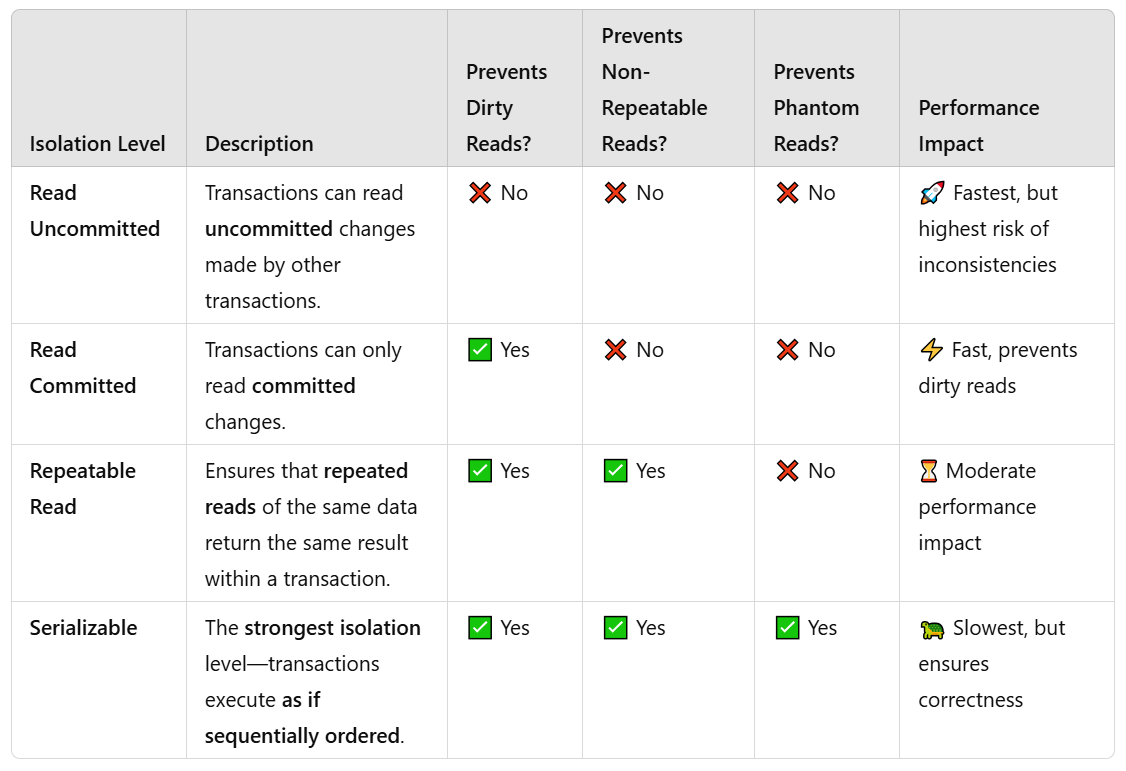 Isolation Level
Description
Prevents
Dirty
Reads?
Prevents
Non-
Repeatable
Reads?
Prevents
Phantom
Reads?
Performance
Impact
Read
Uncommitted
Transactions can read
uncommitted changes
made by other
transactions.
❌ No
❌ No
❌ No
🚀 Fastest, but
highest risk of
inconsistencies
Read
Committed
Transactions can only
read committed
changes.
✅ Yes
❌ No
❌ No
⚡ Fast, prevents
dirty reads
Repeatable
Read
Ensures that repeated
reads of the same data
return the same result
within a transaction.
✅ Yes
✅ Yes
❌ No
⏳ Moderate
performance
impact
Serializable
The strongest isolation
level—transactions
execute as if
sequentially ordered.
✅ Yes
✅ Yes
✅ Yes
🐢 Slowest, but
ensures
correctness